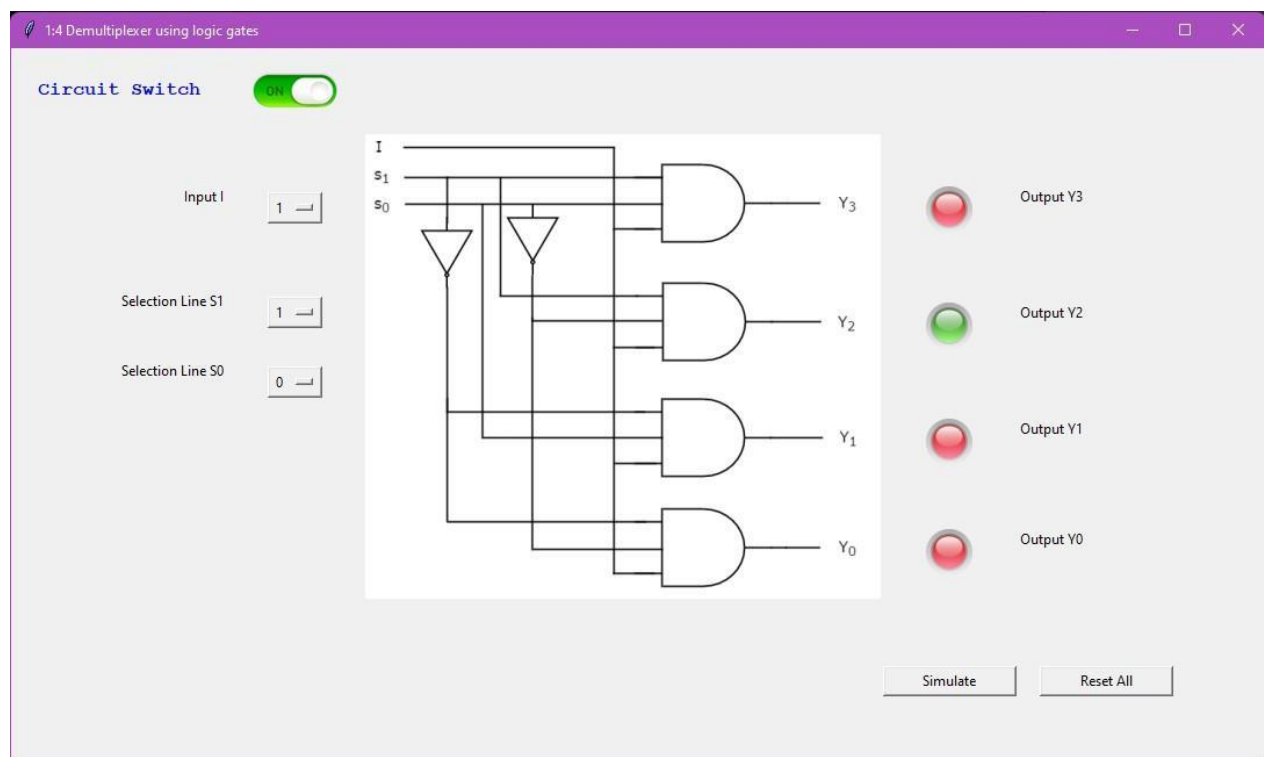 1:4 Demultiplexer using logic gates
Circuit Switch
ON
I
S1
S0
Input I
1
Y3
Output Y3
Selection Line S1
1
Y2
Output Y2
Selection Line S0
0
Y1
Output Y1
Y0
Output Y0
Simulate
Reset All